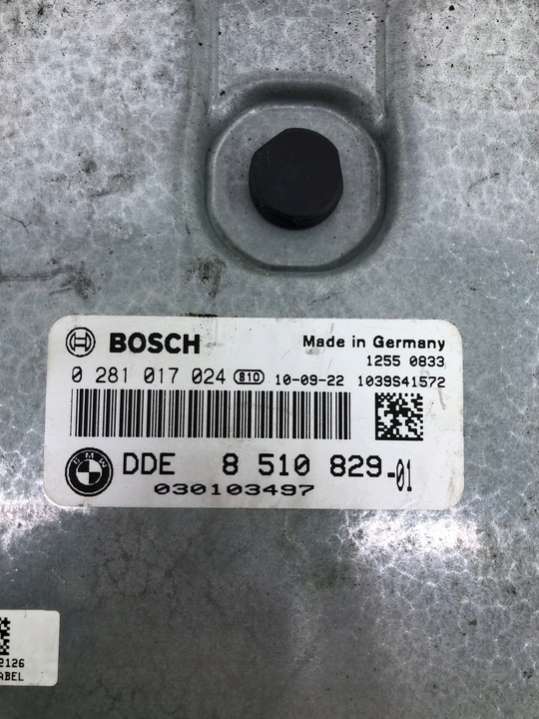 BOSCH
Made in Germany
1255 0833
0 281 017 024 810 10-09-22 1039S41572
BMW
DDE 8 510 829-01
030103497
2126
ABEL